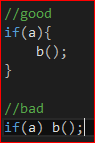 //good
if(a){
    b();
}

//bad
if(a) b();